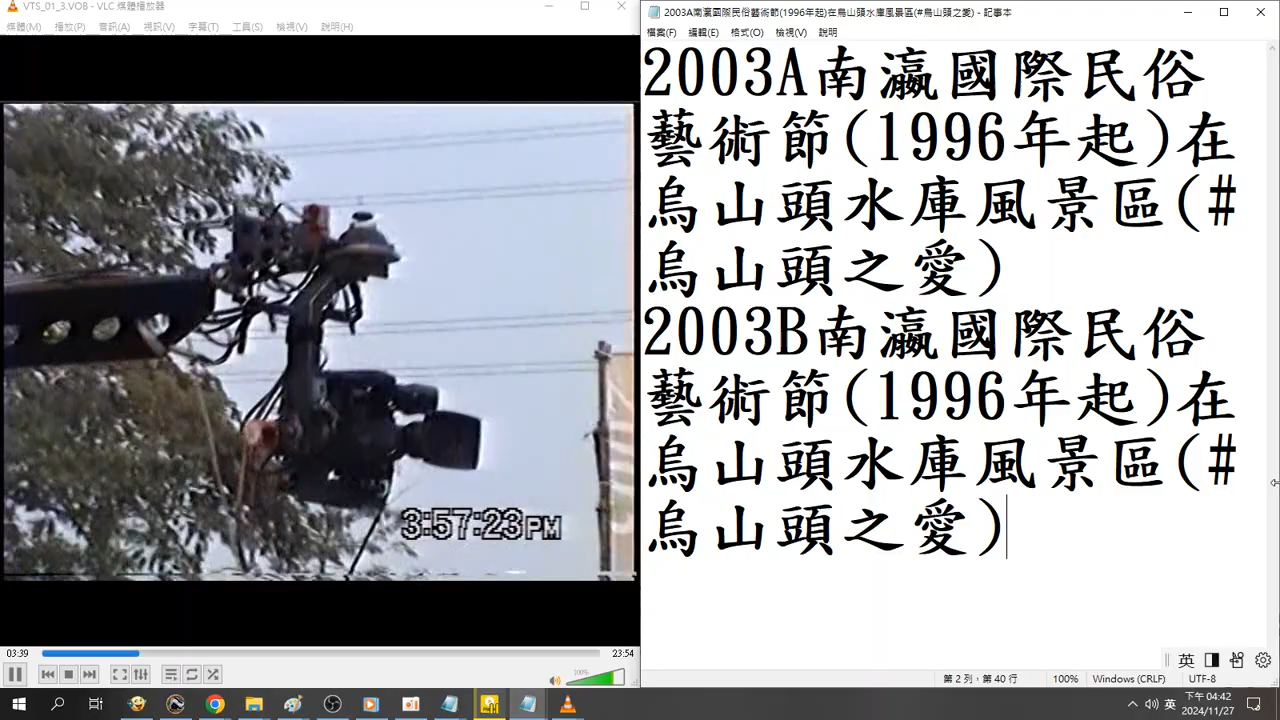 VTS_01_3.VOB - VLC 媒體播放器
媒體(M) 播放(P) 音訊(A) 視訊(V) 字幕(T) 工具(S) 檢視(V) 說明(H)
3:57:23PM
03:39
23:54
100%
2003A南瀛國際民俗藝術節(1996年起)在烏山頭水庫風景區(#烏山頭之愛) - 記事本
檔案(F) 編輯(E) 格式(O) 檢視(V) 說明
2003A南瀛國際民俗
藝術節(1996年起)在
烏山頭水庫風景區(#
烏山頭之愛)
2003B南瀛國際民俗
藝術節(1996年起)在
烏山頭水庫風景區(#
烏山頭之愛)
英
第 2 列，第 40 行 100% Windows (CRLF) UTF-8
英
下午 04:42
2024/11/27